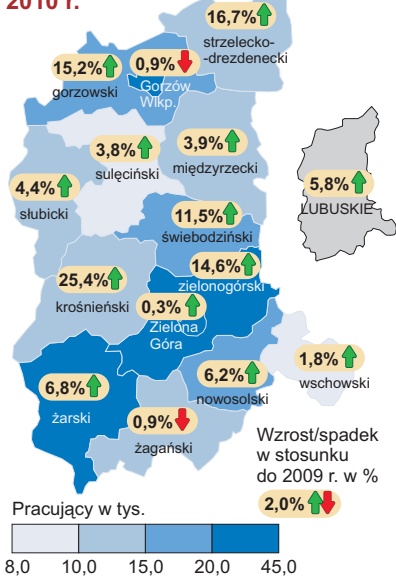 2010 r.
16,7%
strzelecko-
-drezdenecki
15,2%
gorzowski
0,9%
Gorzów
Wlkp.
3,8%
sulęciński
3,9%
międzyrzecki
4,4%
słubicki
5,8%
LUBUSKIE
11,5%
świebodziński
14,6%
zielonogórski
25,4%
krośnieński
0,3%
Zielona
Góra
1,8%
wschowski
6,2%
nowosolski
6,8%
żarski
0,9%
żagański
Wzrost/spadek
w stosunku
do 2009 r. w %
2,0%
Pracujący w tys.
8,0 10,0 15,0 20,0 45,0